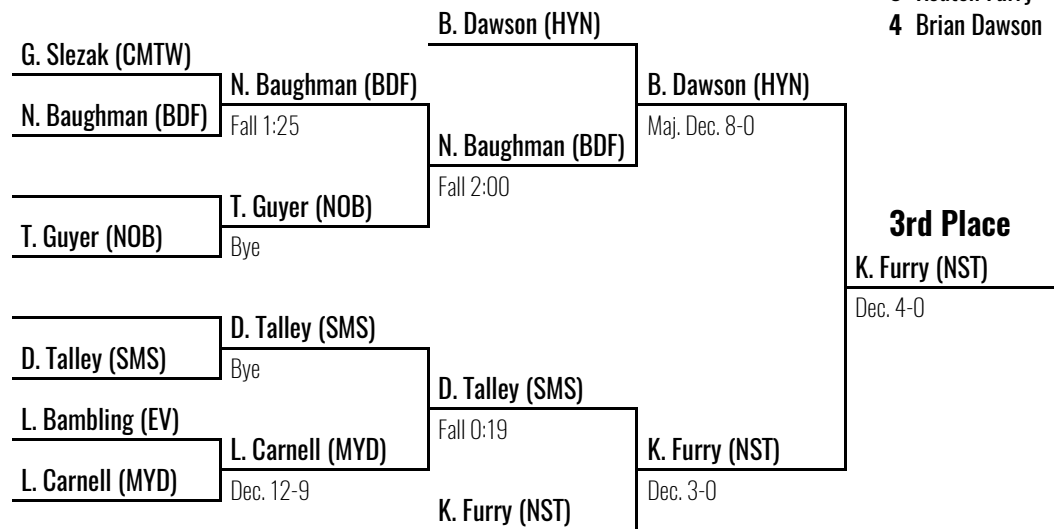 4 Brian Dawson
B. Dawson (HYN)
G. Slezak (CMTW)
N. Baughman (BDF)
B. Dawson (HYN)
N. Baughman (BDF)
Fall 1:25
Maj. Dec. 8-0
N. Baughman (BDF)
Fall 2:00
T. Guyer (NOB)
T. Guyer (NOB)
Bye
3rd Place
K. Furry (NST)
Dec. 4-0
D. Talley (SMS)
D. Talley (SMS)
Bye
D. Talley (SMS)
L. Bambling (EV)
Fall 0:19
L. Carnell (MYD)
K. Furry (NST)
L. Carnell (MYD)
Dec. 12-9
Dec. 3-0
K. Furry (NST)